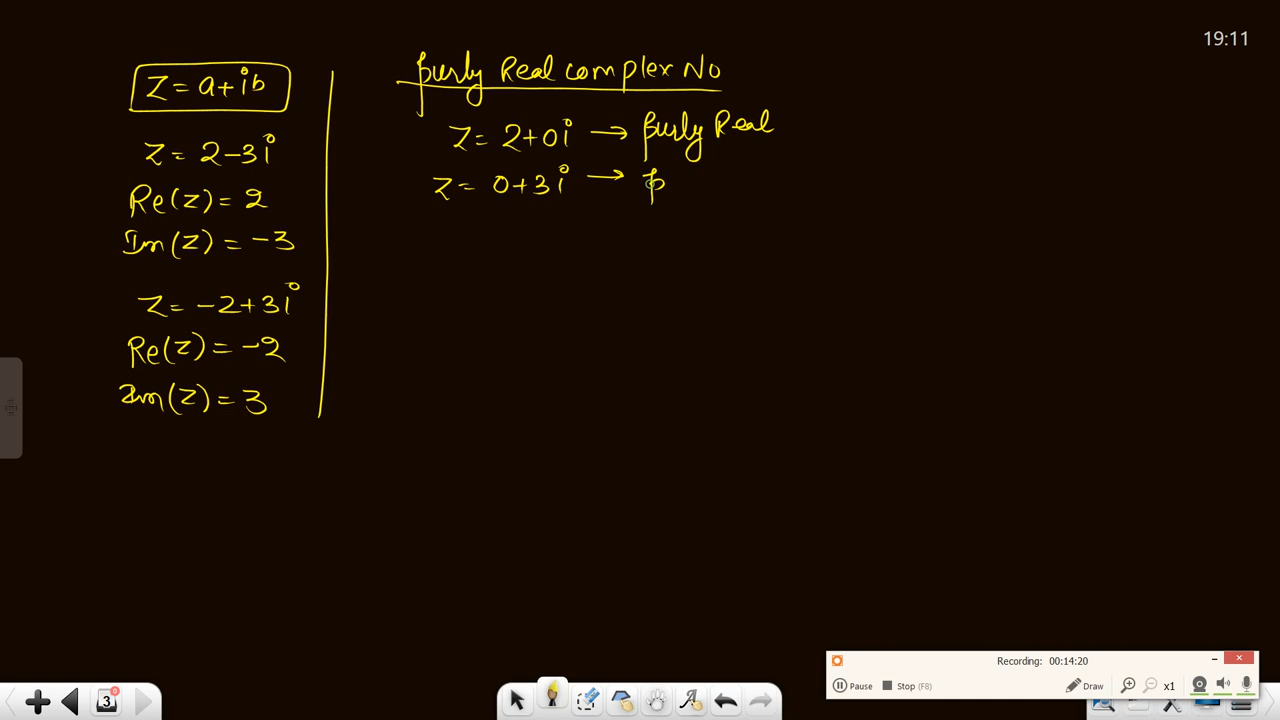 19:11
Z = a+ib
Z = 2-3i
Re(Z) = 2
Im(Z) = -3
Z = -2+3i
Re(Z) = -2
Im(Z) = 3
purly Real complex No
Z = 2+0i → purly Real
Z = 0+3i → p
Recording: 00:14:20
Pause Stop (F8) Draw x1
3
0